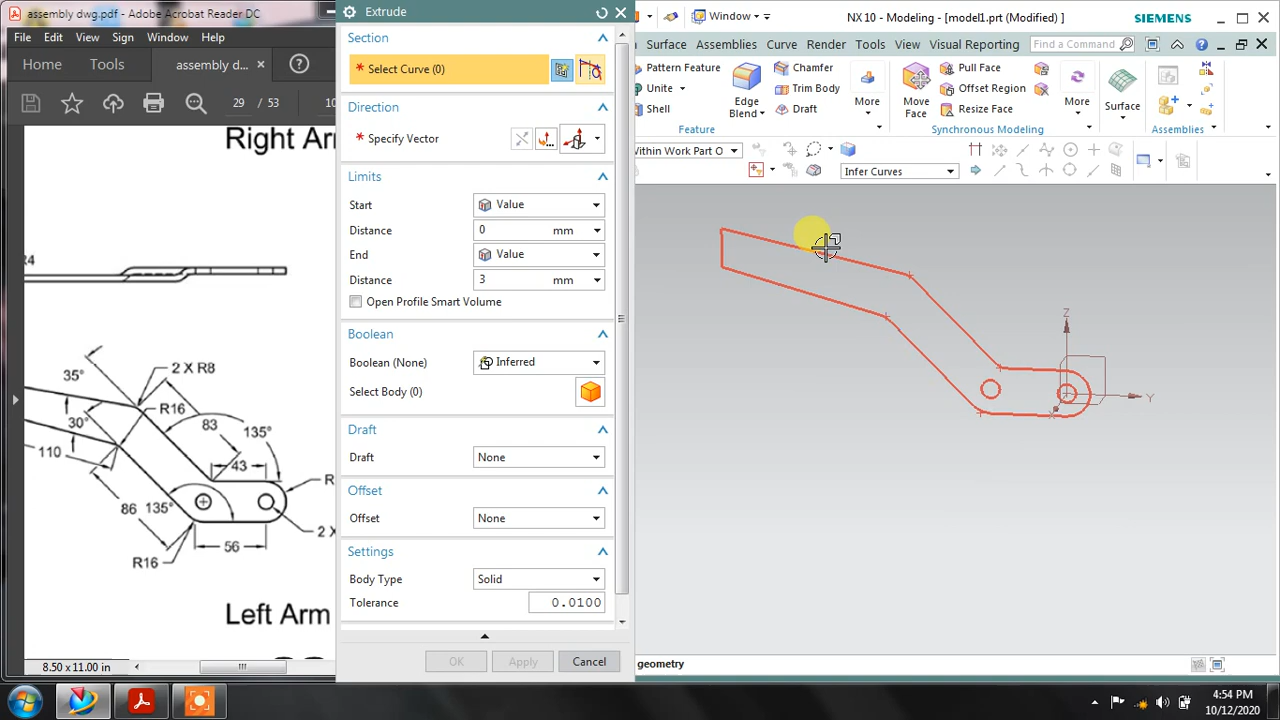 assembly dwg.pdf - Adobe Acrobat Reader DC
File Edit View Sign Window Help
Home Tools assembly d... ×
29 / 53
Right Ar
R4
35°
2 X R8
R16
30°
83
135°
110
43
86
135°
56
R16
2 X
Left Arm
8.50 x 11.00 in
Extrude
Section
* Select Curve (0)
Direction
* Specify Vector
Limits
Start Value
Distance 0 mm
End Value
Distance 3 mm
Open Profile Smart Volume
Boolean
Boolean (None) Inferred
Select Body (0)
Draft
Draft None
Offset
Offset None
Settings
Body Type Solid
Tolerance 0.0100
OK Apply Cancel
Window NX 10 - Modeling - [model1.prt (Modified) ] SIEMENS
Surface Assemblies Curve Render Tools View Visual Reporting Find a Command
Pattern Feature
Unite
Shell
Edge Blend
Chamfer
Trim Body
Draft
More
Feature
Move Face
Pull Face
Offset Region
Resize Face
More
Synchronous Modeling
Surface
Assemblies
Within Work Part O
Infer Curves
Z
Y
X
geometry
4:54 PM
10/12/2020